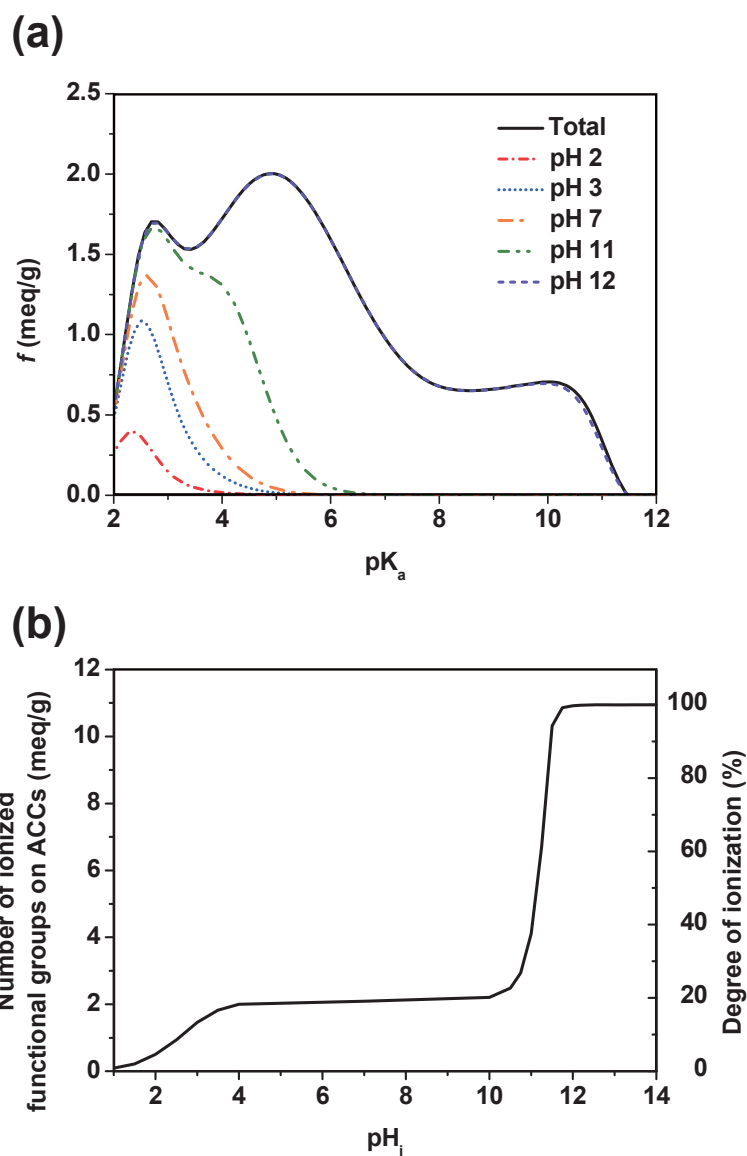 (a)
2.5
2.0
1.5
1.0
0.5
0.0
f (meq/g)
Total
pH 2
pH 3
pH 7
pH 11
pH 12
2 4 6 8 10 12
pKa
(b)
12
10
8
6
4
2
0
Number of ionized
functional groups on ACCs (meq/g)
100
80
60
40
20
0
Degree of ionization (%)
2 4 6 8 10 12 14
pHi